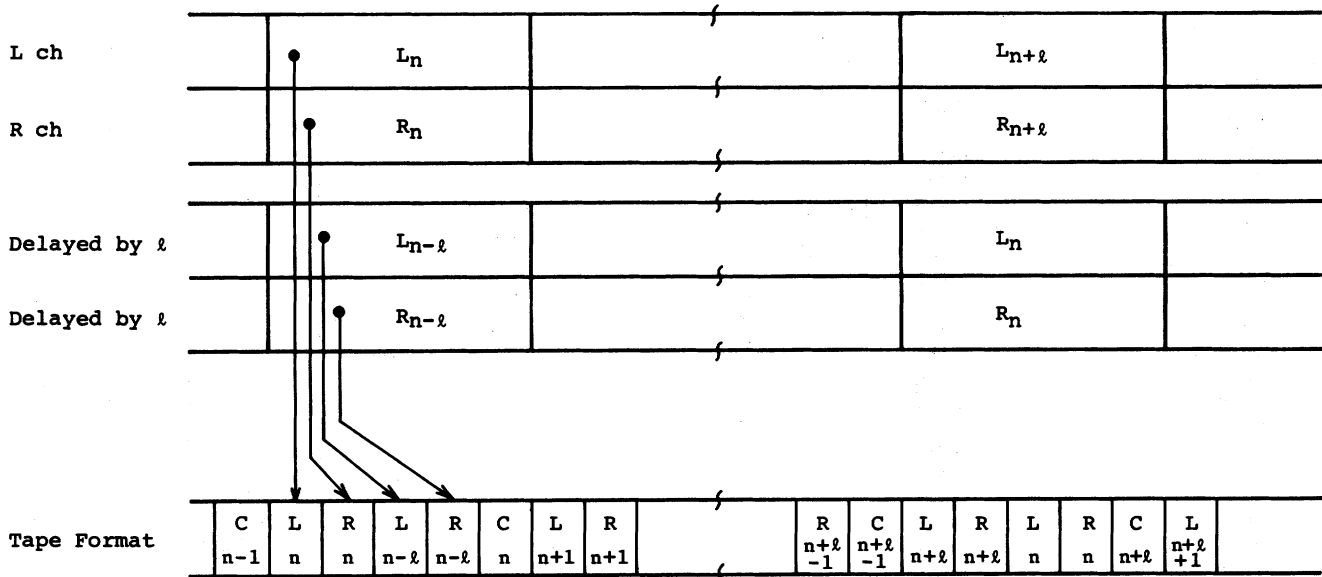 L ch Lₙ Lₙ₊ℓ
R ch Rₙ Rₙ₊ℓ
Delayed by ℓ Lₙ₋ℓ Lₙ
Delayed by ℓ Rₙ₋ℓ Rₙ
C L R L R C L R R C L R L R C L
Tape Format n-1 n n n-ℓ n-ℓ n n+1 n+1 n+ℓ-1 n+ℓ-1 n+ℓ n+ℓ n n n+ℓ n+ℓ+1